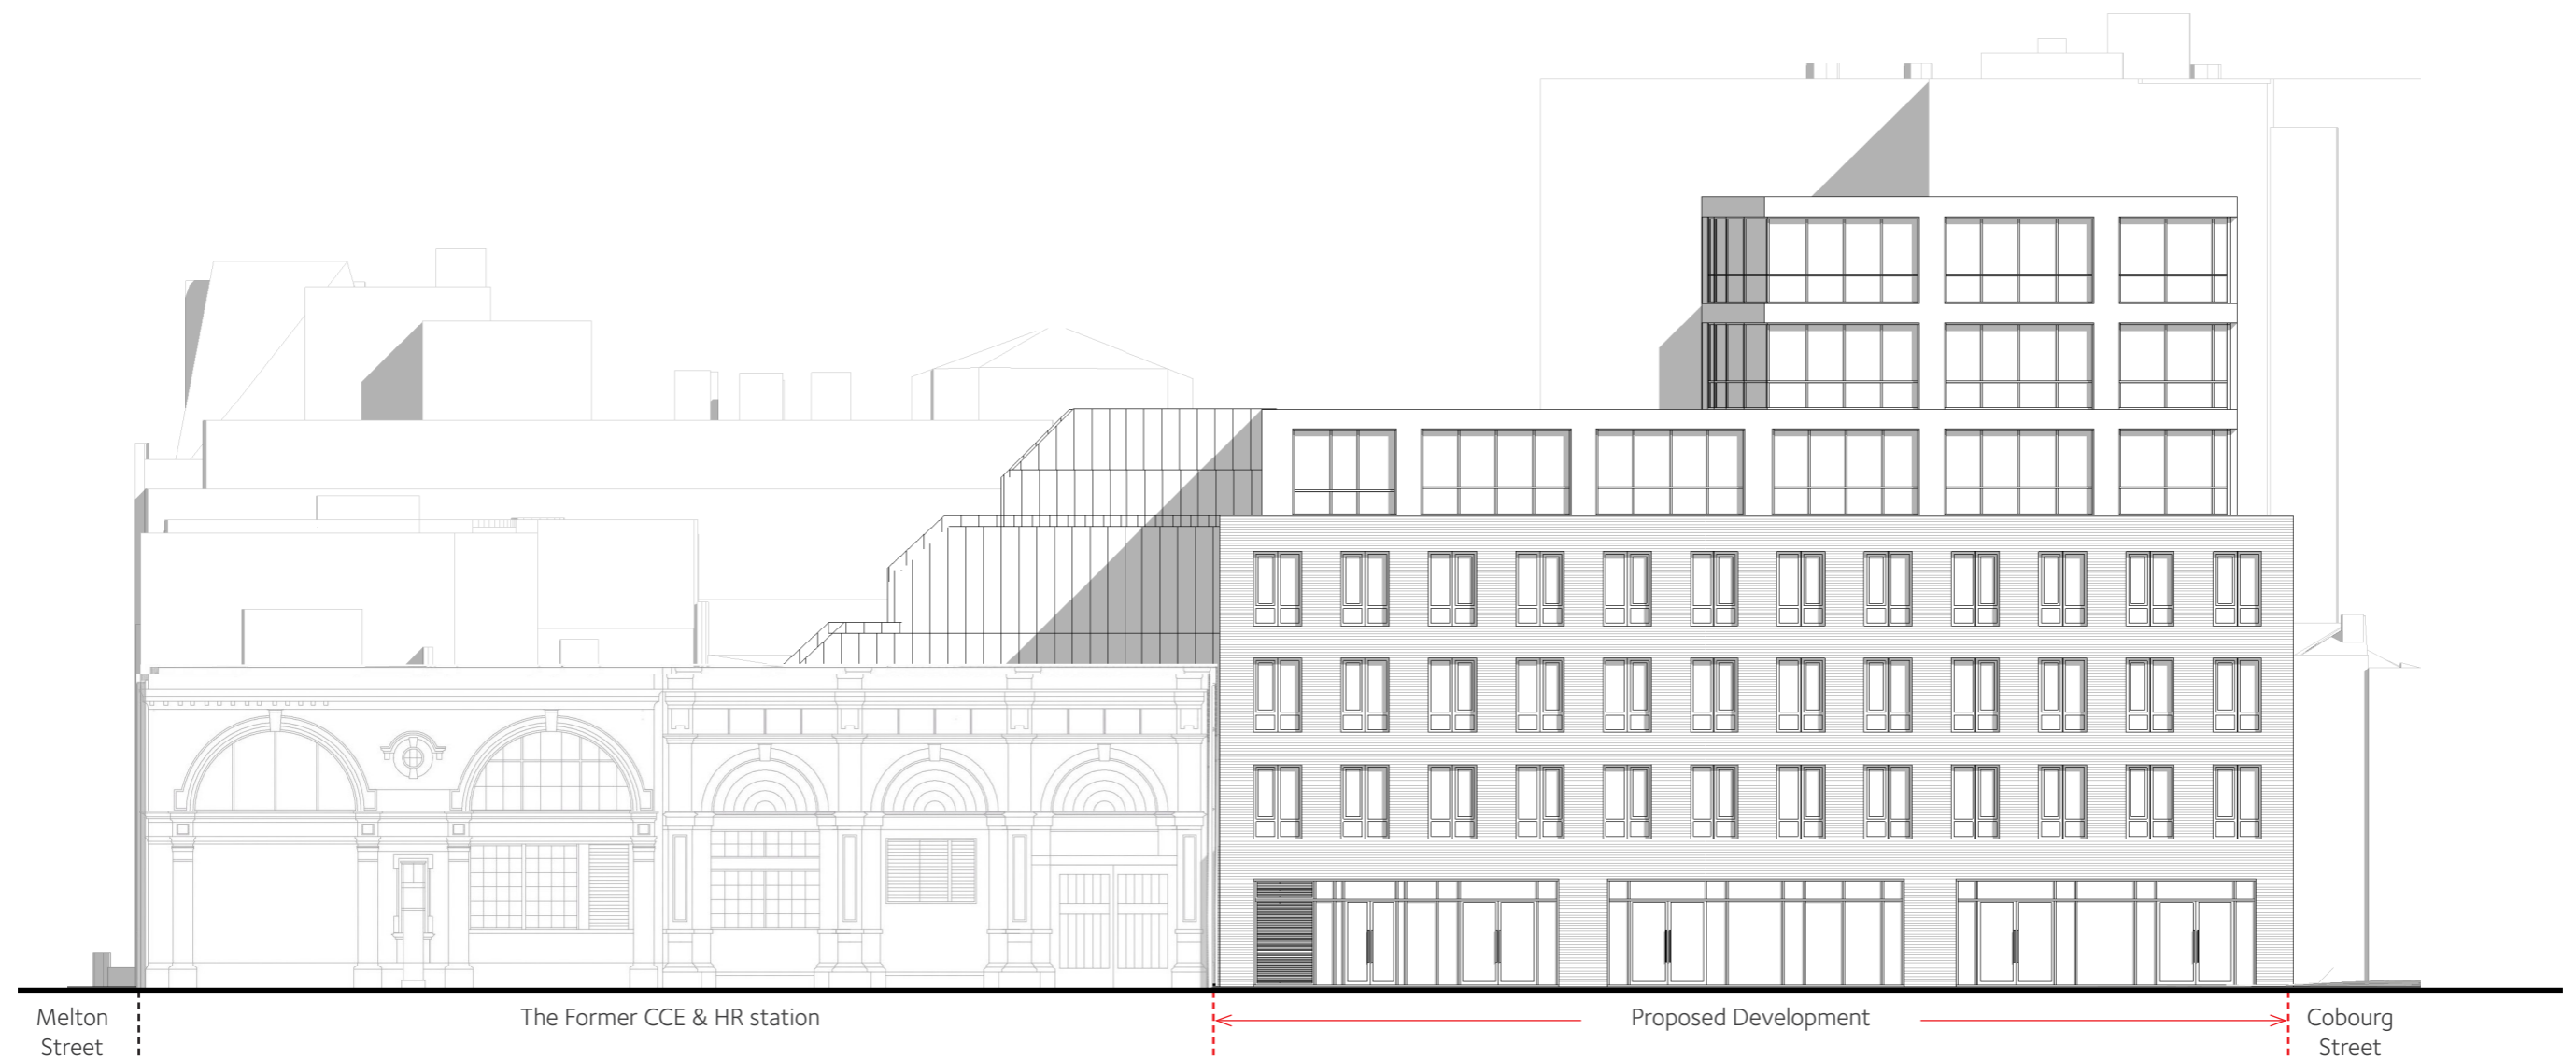 Melton
Street
The Former CCE & HR station
Proposed Development
Cobourg
Street